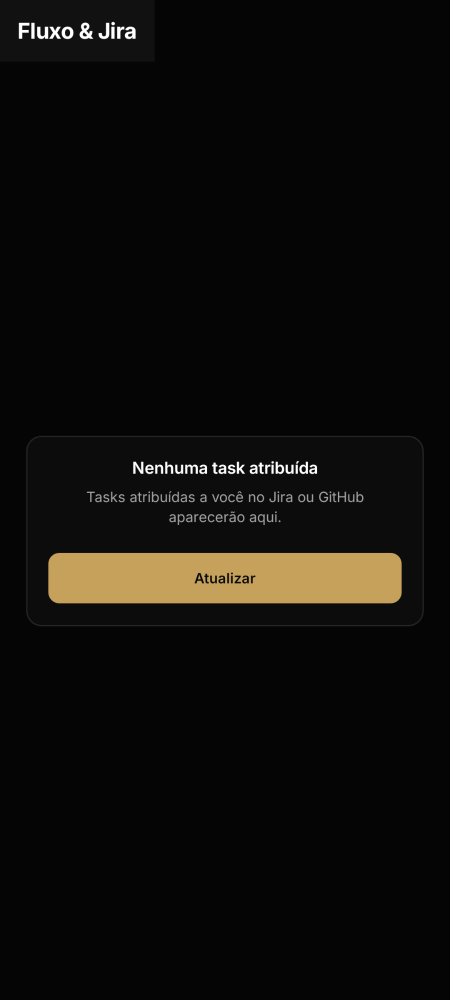 Fluxo & Jira
Nenhuma task atribuída
Tasks atribuídas a você no Jira ou GitHub
aparecerão aqui.
Atualizar